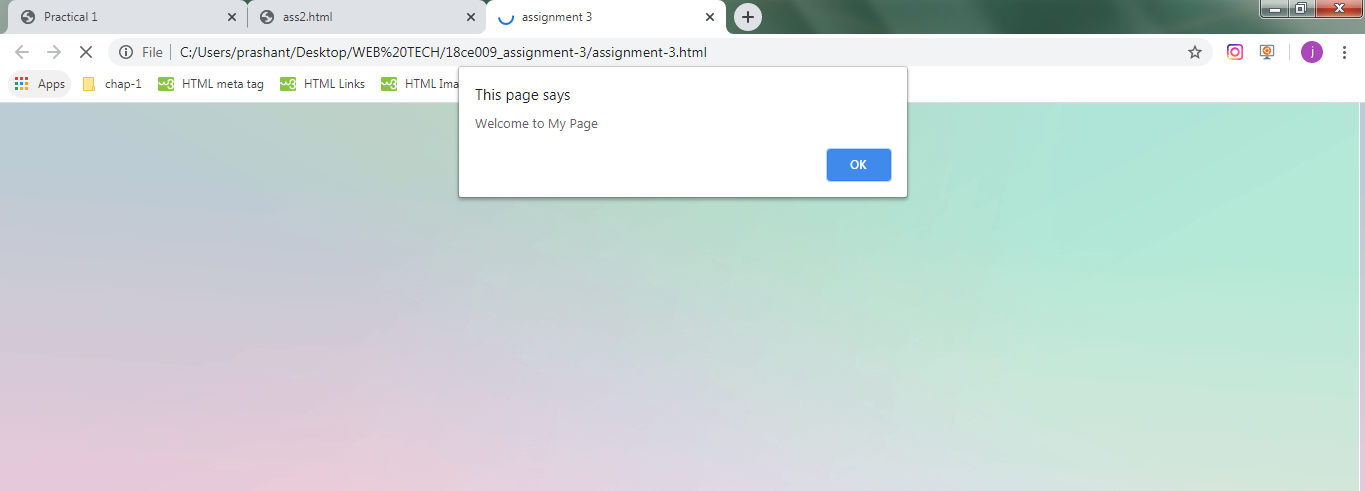 Practical 1
ass2.html
assignment 3
File
C:/Users/prashant/Desktop/WEB%20TECH/18ce009_assignment-3/assignment-3.html
j
Apps
chap-1
HTML meta tag
HTML Links
HTML Ima
This page says
Welcome to My Page
OK